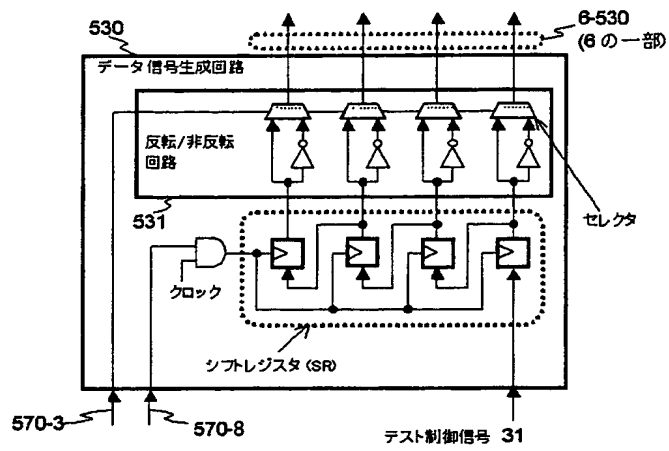 530
6-530
(6 の一部)
データ信号生成回路
反転/非反転
回路
531
セレクタ
クロック
シフトレジスタ(SR)
570-3
570-8
テスト制御信号 31